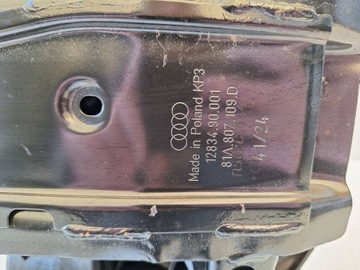 Made in Poland KP3
12834.90.001
81A.807.109.D
41/24